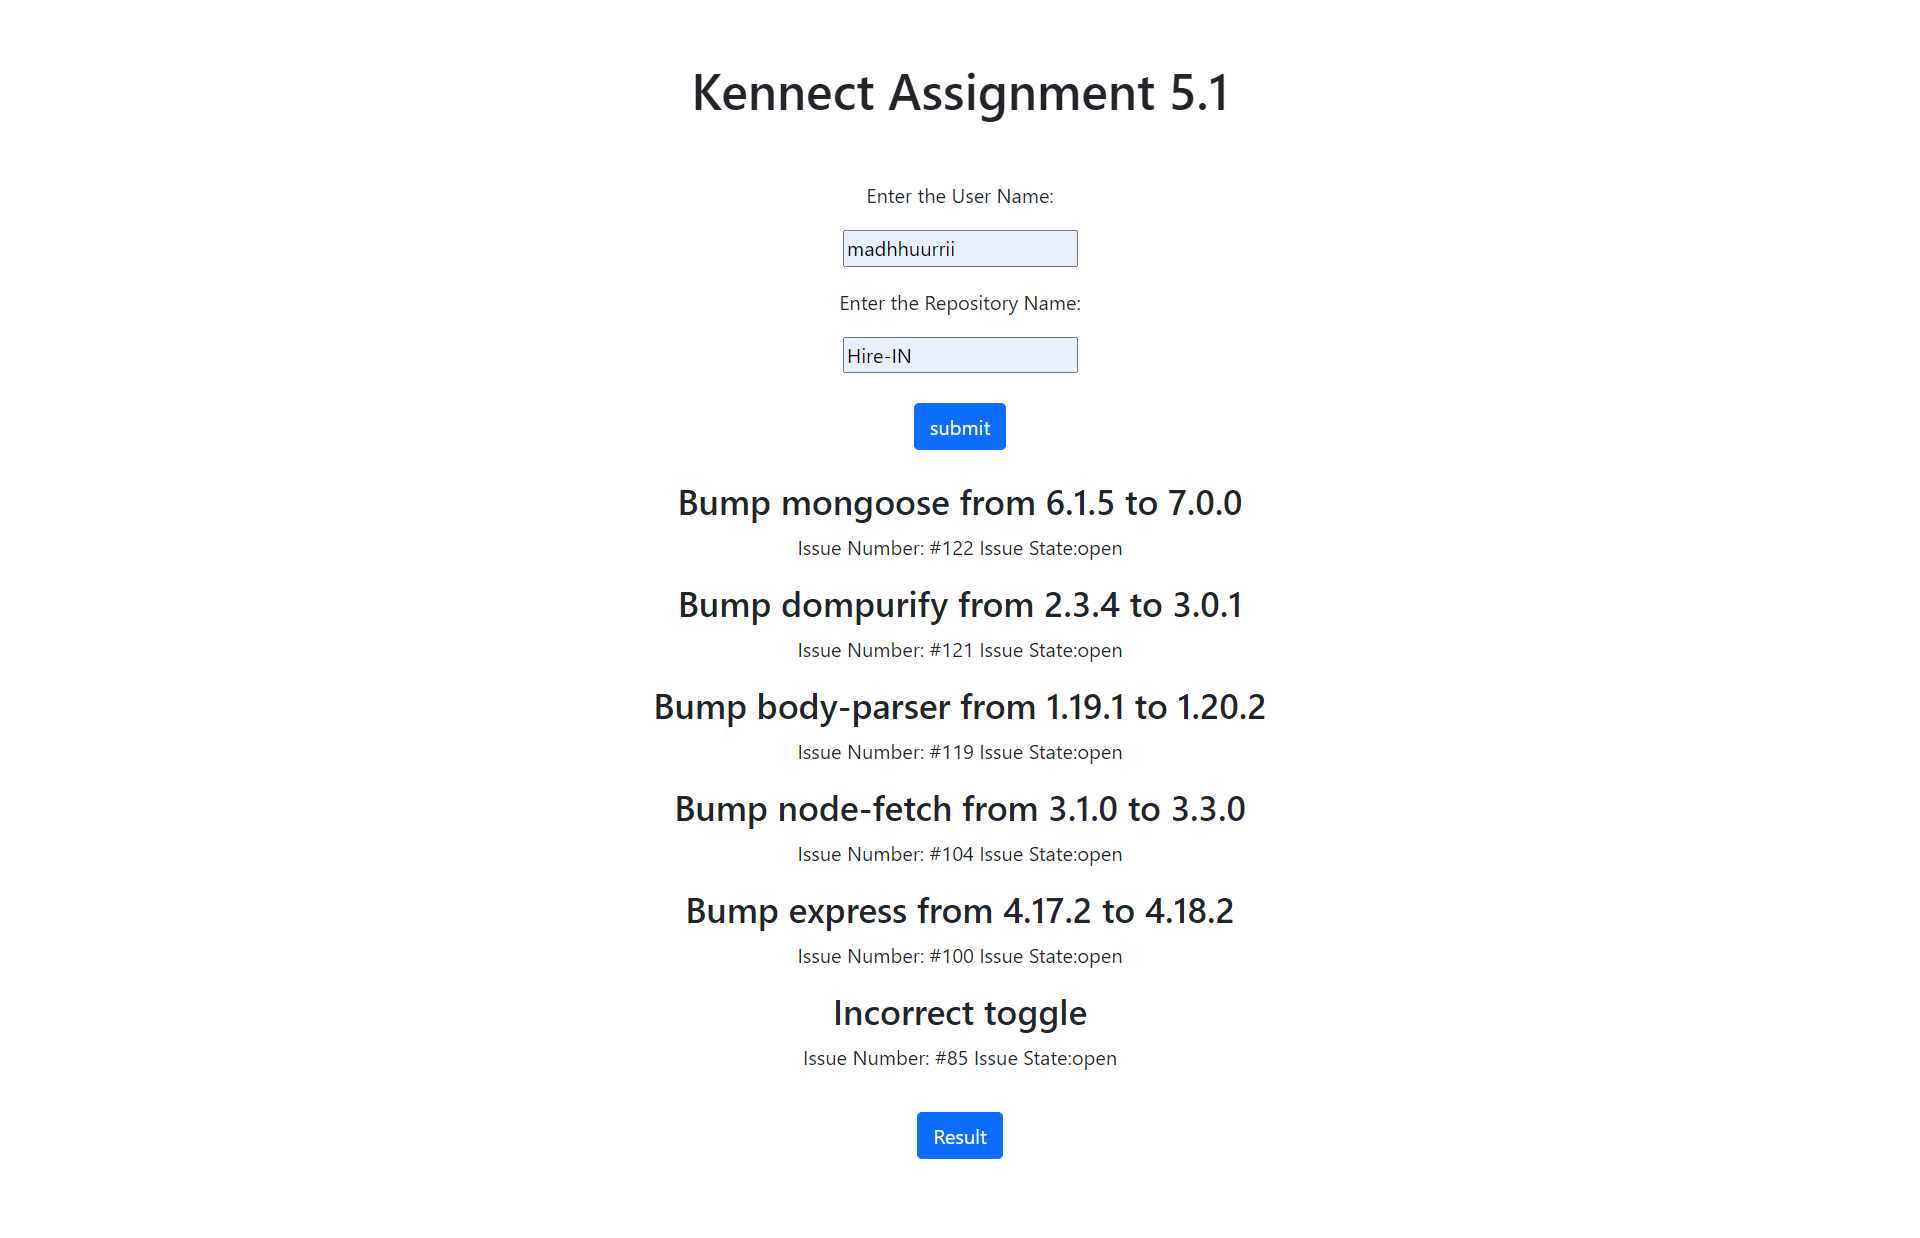 Kennect Assignment 5.1
Enter the User Name:
madhhuurrii
Enter the Repository Name:
Hire-IN
submit
Bump mongoose from 6.1.5 to 7.0.0
Issue Number: #122 Issue State:open
Bump dompurify from 2.3.4 to 3.0.1
Issue Number: #121 Issue State:open
Bump body-parser from 1.19.1 to 1.20.2
Issue Number: #119 Issue State:open
Bump node-fetch from 3.1.0 to 3.3.0
Issue Number: #104 Issue State:open
Bump express from 4.17.2 to 4.18.2
Issue Number: #100 Issue State:open
Incorrect toggle
Issue Number: #85 Issue State:open
Result